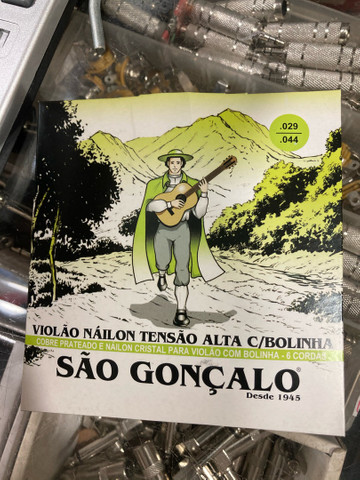 .029
.044
VIOLÃO NÁILON TENSÃO ALTA C/BOLINHA
COBRE PRATEADO E NÁILON CRISTAL PARA VIOLÃO COM BOLINHA - 6 CORDAS
SÃO GONÇALO®
Desde 1945